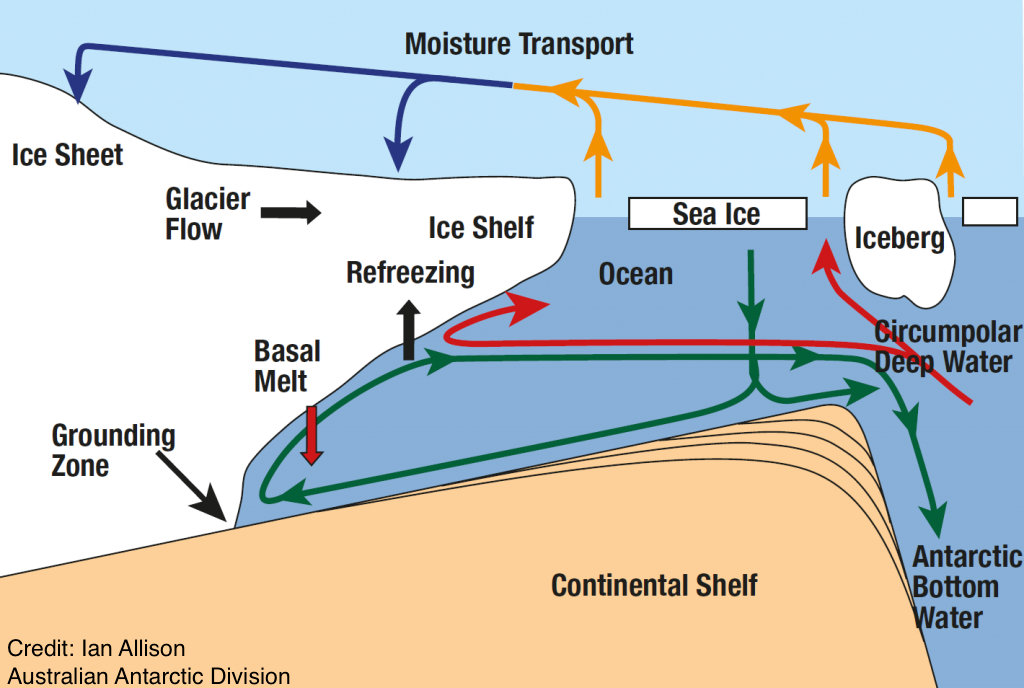 Moisture Transport
Ice Sheet
Glacier
Flow
Ice Shelf
Sea Ice
Iceberg
Refreezing
Ocean
Basal
Melt
Circumpolar
Deep Water
Grounding
Zone
Continental Shelf
Antarctic
Bottom
Water
Credit: Ian Allison
Australian Antarctic Division